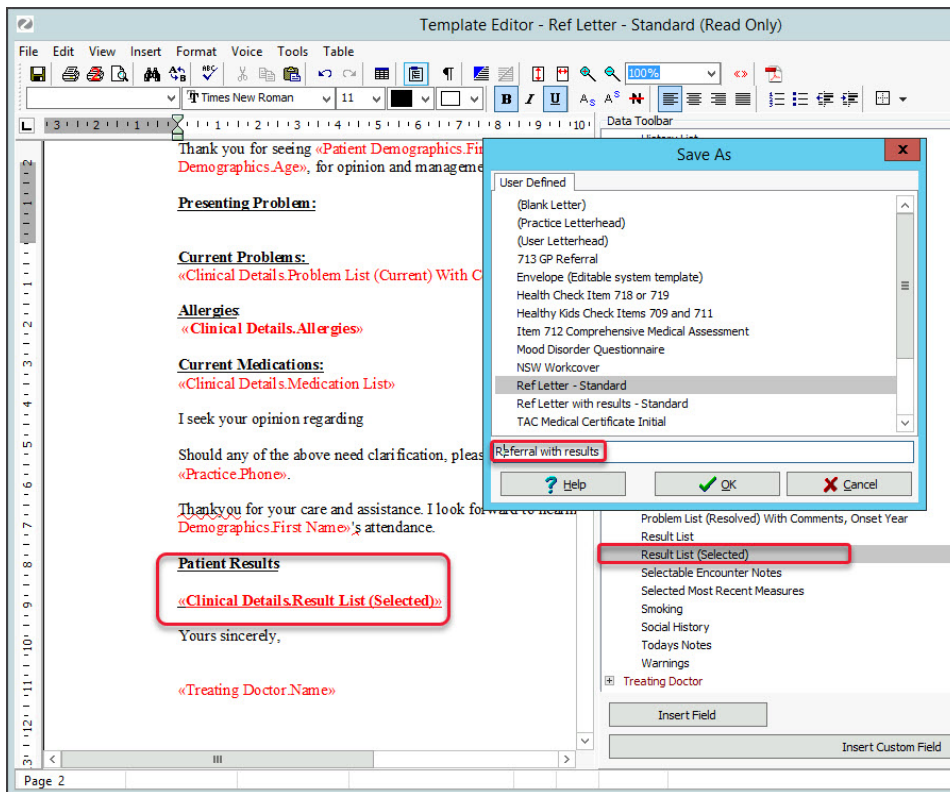 Template Editor - Ref Letter - Standard (Read Only)
File Edit View Insert Format Voice Tools Table
100%
Times New Roman 11 B I U
Data Toolbar
Thank you for seeing «Patient Demographics.Fir
Demographics.Age», for opinion and manageme
Presenting Problem:
Current Problems:
«Clinical Details.Problem List (Current) With C
Allergies
«Clinical Details.Allergies»
Current Medications:
«Clinical Details.Medication List»
I seek your opinion regarding
Should any of the above need clarification, pleas
«Practice.Phone».
Thankyou for your care and assistance. I look forward to hearin
Demographics.First Name»'s attendance.
Patient Results
«Clinical Details.Result List (Selected)»
Yours sincerely,
«Treating Doctor.Name»
Save As
User Defined
(Blank Letter)
(Practice Letterhead)
(User Letterhead)
713 GP Referral
Envelope (Editable system template)
Health Check Item 718 or 719
Healthy Kids Check Items 709 and 711
Item 712 Comprehensive Medical Assessment
Mood Disorder Questionnaire
NSW Workcover
Ref Letter - Standard
Ref Letter with results - Standard
TAC Medical Certificate Initial
Referral with results
? Help
OK
Cancel
Problem List (Resolved) With Comments, Onset Year
Result List
Result List (Selected)
Selectable Encounter Notes
Selected Most Recent Measures
Smoking
Social History
Todays Notes
Warnings
Treating Doctor
Insert Field
Insert Custom Field
Page 2